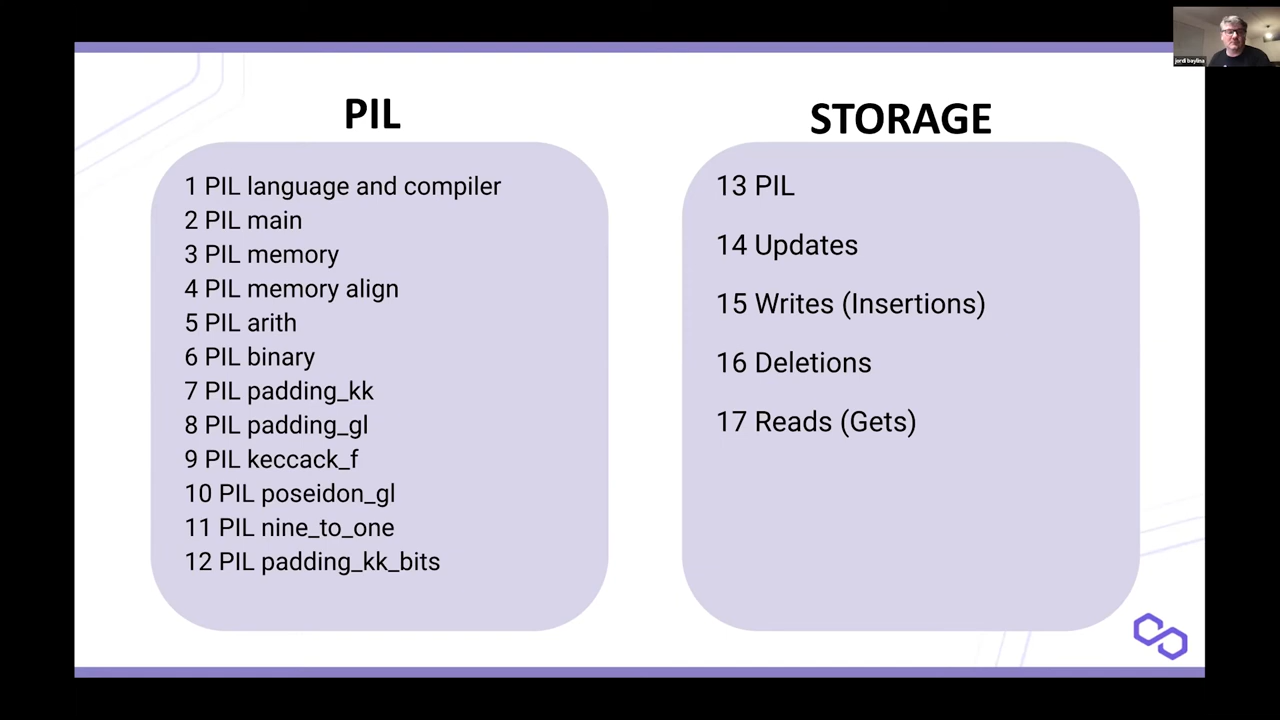 PIL
1 PIL language and compiler
2 PIL main
3 PIL memory
4 PIL memory align
5 PIL arith
6 PIL binary
7 PIL padding_kk
8 PIL padding_gl
9 PIL keccack_f
10 PIL poseidon_gl
11 PIL nine_to_one
12 PIL padding_kk_bits
STORAGE
13 PIL
14 Updates
15 Writes (Insertions)
16 Deletions
17 Reads (Gets)
jordi baylina